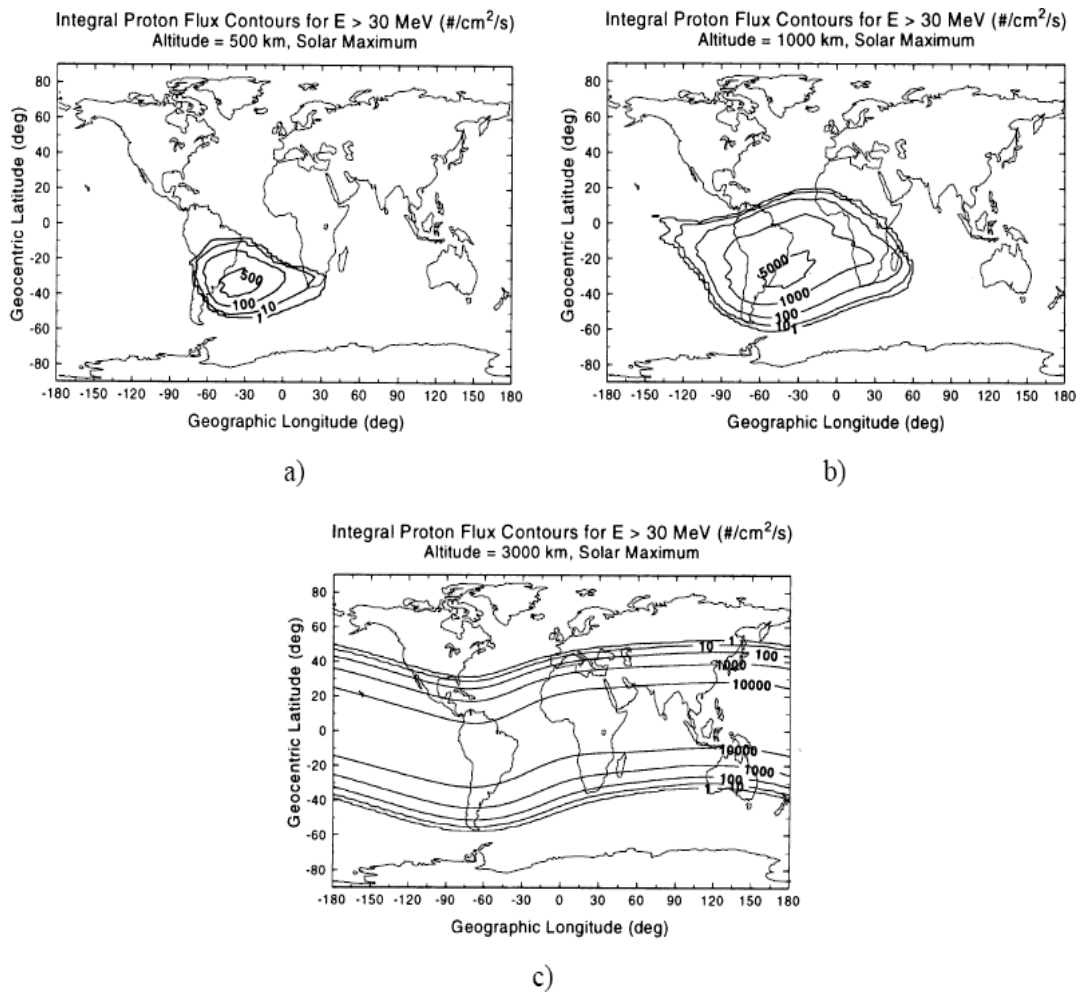 Integral Proton Flux Contours for E > 30 MeV (#/cm²/s)
Altitude = 500 km, Solar Maximum
Geocentric Latitude (deg)
80
60
40
20
0
-20
-40
-60
-80
500
100
10
1
-180 -150 -120 -90 -60 -30 0 30 60 90 120 150 180
Geographic Longitude (deg)
a)
Integral Proton Flux Contours for E > 30 MeV (#/cm²/s)
Altitude = 1000 km, Solar Maximum
Geocentric Latitude (deg)
80
60
40
20
0
-20
-40
-60
-80
5000
1000
100
10
1
-180 -150 -120 -90 -60 -30 0 30 60 90 120 150 180
Geographic Longitude (deg)
b)
Integral Proton Flux Contours for E > 30 MeV (#/cm²/s)
Altitude = 3000 km, Solar Maximum
Geocentric Latitude (deg)
80
60
40
20
0
-20
-40
-60
-80
10 1
100
1000
10000
10000
1000
100
1 10
-180 -150 -120 -90 -60 -30 0 30 60 90 120 150 180
Geographic Longitude (deg)
c)